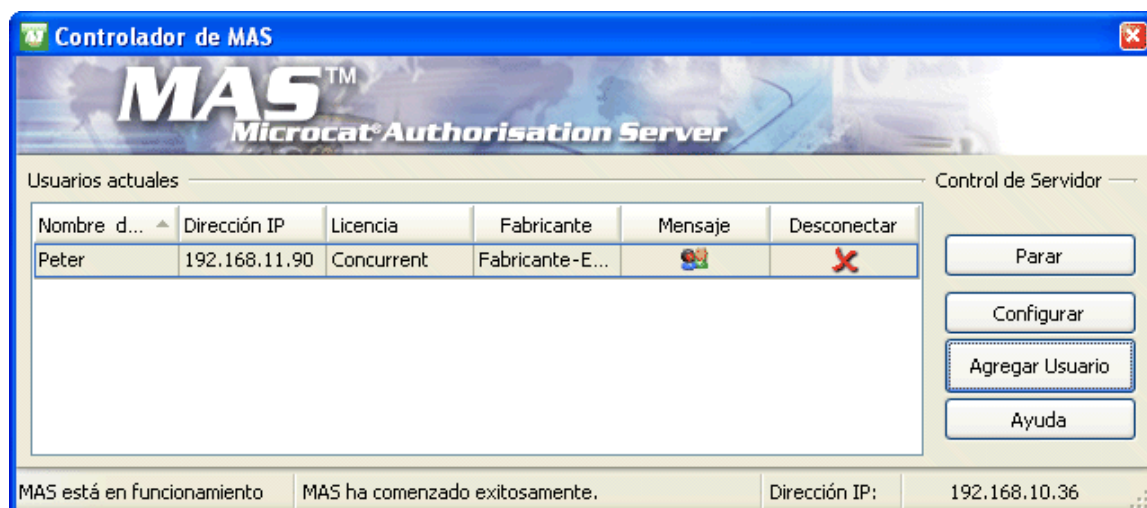 Controlador de MAS
MAS™
Microcat® Authorisation Server
Usuarios actuales
Control de Servidor
Nombre d... Dirección IP Licencia Fabricante Mensaje Desconectar
Peter 192.168.11.90 Concurrent Fabricante-E...
Parar
Configurar
Agregar Usuario
Ayuda
MAS está en funcionamiento MAS ha comenzado exitosamente. Dirección IP: 192.168.10.36